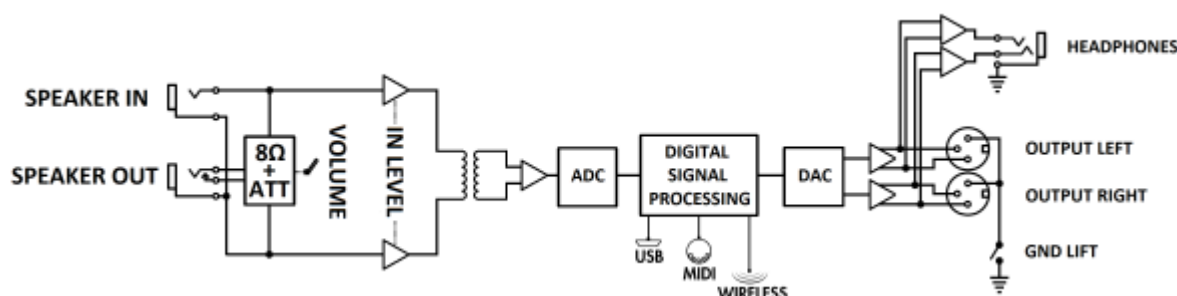 SPEAKER IN
SPEAKER OUT
8Ω
+
ATT
VOLUME
IN LEVEL
ADC
DIGITAL
SIGNAL
PROCESSING
USB
MIDI
WIRELESS
DAC
HEADPHONES
OUTPUT LEFT
OUTPUT RIGHT
GND LIFT